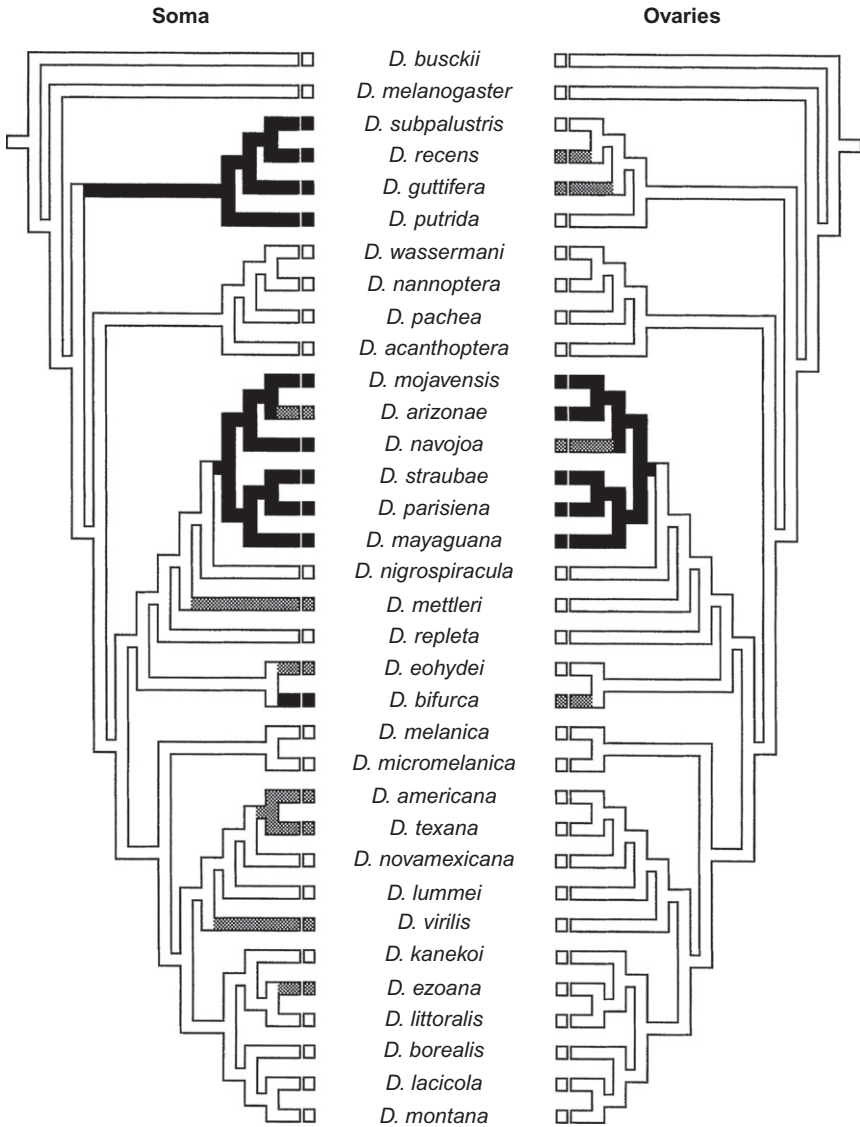 Soma
Ovaries
D. busckii
D. melanogaster
D. subpalustris
D. recens
D. guttifera
D. putrida
D. wassermani
D. nannoptera
D. pachea
D. acanthoptera
D. mojavensis
D. arizonae
D. navojoa
D. straubae
D. parisiena
D. mayaguana
D. nigrospiracula
D. mettleri
D. repleta
D. eohydei
D. bifurca
D. melanica
D. micromelanica
D. americana
D. texana
D. novamexicana
D. lummei
D. virilis
D. kanekoi
D. ezoana
D. littoralis
D. borealis
D. lacicola
D. montana